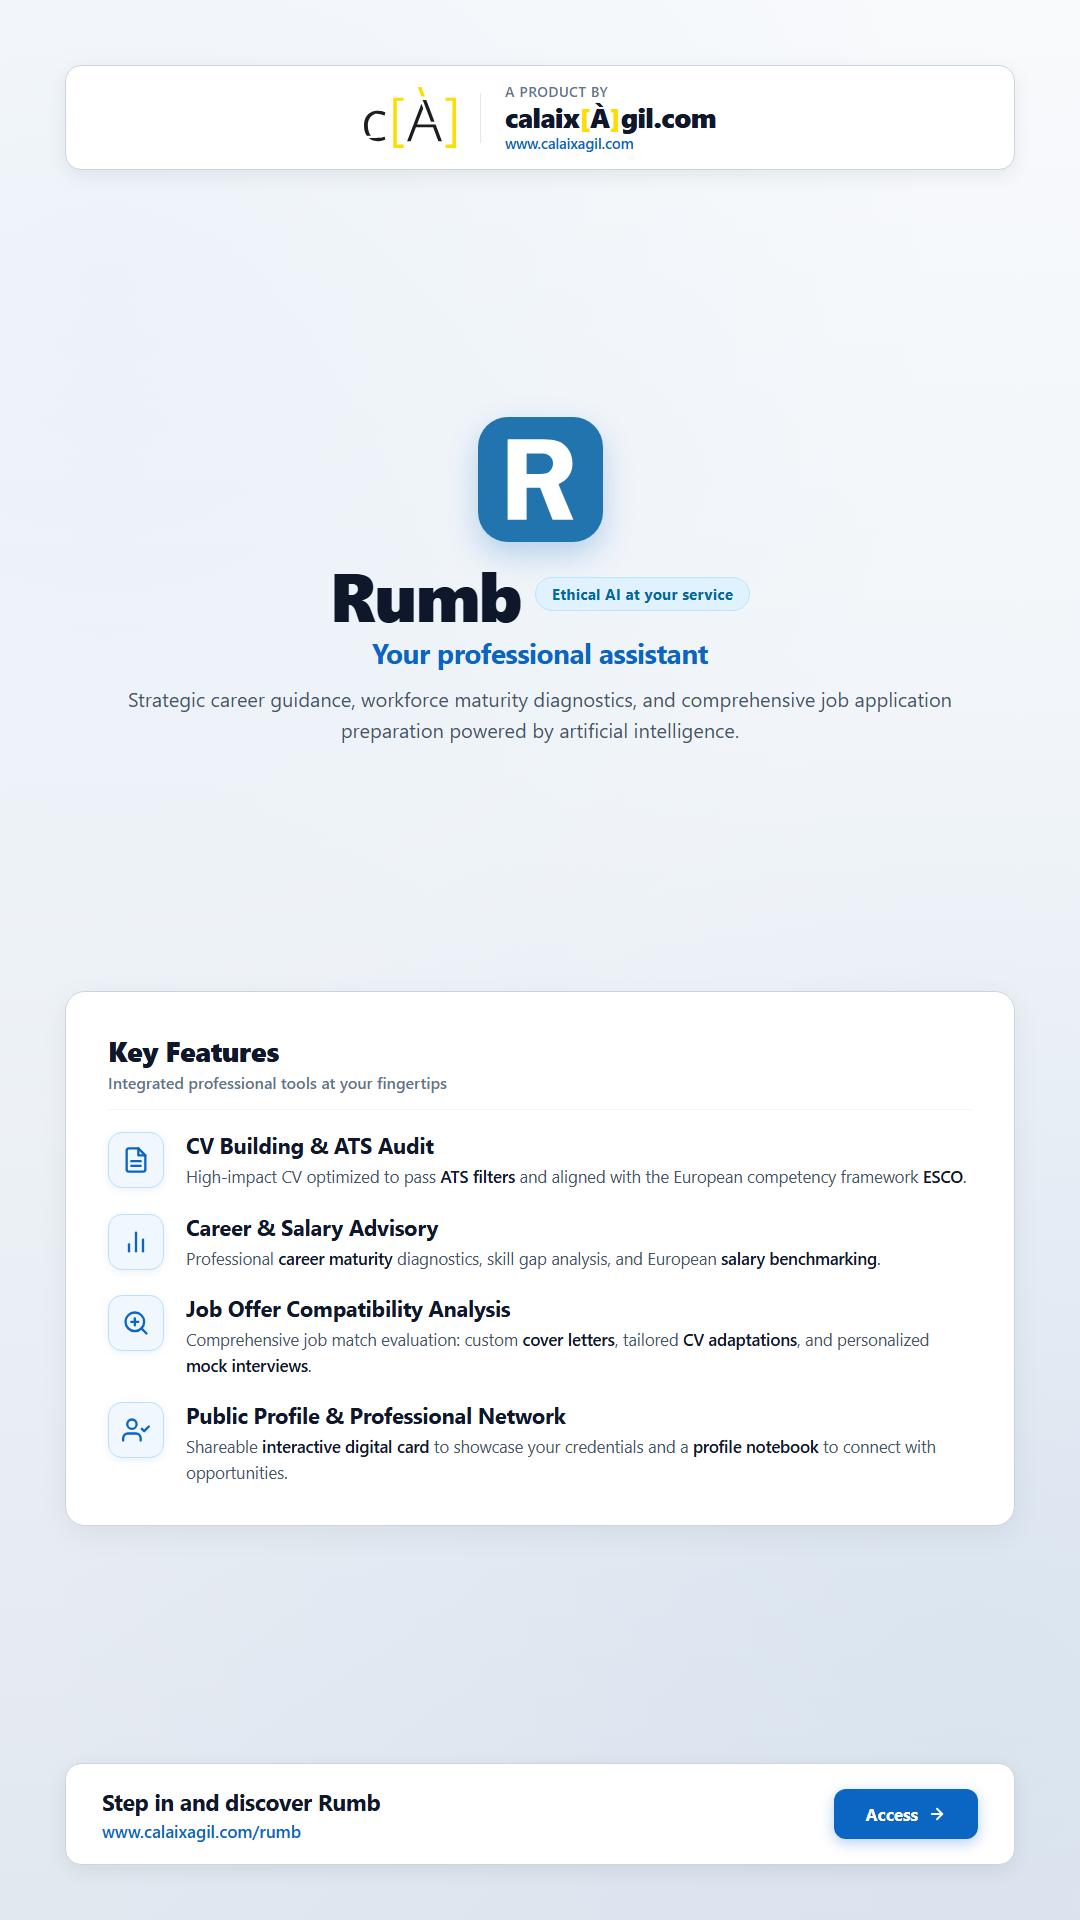 c[À]
A PRODUCT BY
calaix[À]gil.com
www.calaixagil.com
R
Rumb
Ethical AI at your service
Your professional assistant
Strategic career guidance, workforce maturity diagnostics, and comprehensive job application
preparation powered by artificial intelligence.
Key Features
Integrated professional tools at your fingertips
CV Building & ATS Audit
High-impact CV optimized to pass ATS filters and aligned with the European competency framework ESCO.
Career & Salary Advisory
Professional career maturity diagnostics, skill gap analysis, and European salary benchmarking.
Job Offer Compatibility Analysis
Comprehensive job match evaluation: custom cover letters, tailored CV adaptations, and personalized
mock interviews.
Public Profile & Professional Network
Shareable interactive digital card to showcase your credentials and a profile notebook to connect with
opportunities.
Step in and discover Rumb
www.calaixagil.com/rumb
Access →